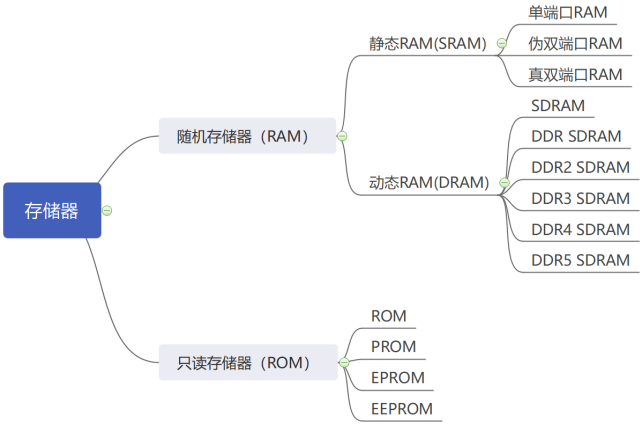 存储器
随机存储器（RAM）
静态RAM(SRAM)
单端口RAM
伪双端口RAM
真双端口RAM
动态RAM(DRAM)
SDRAM
DDR SDRAM
DDR2 SDRAM
DDR3 SDRAM
DDR4 SDRAM
DDR5 SDRAM
只读存储器（ROM）
ROM
PROM
EPROM
EEPROM